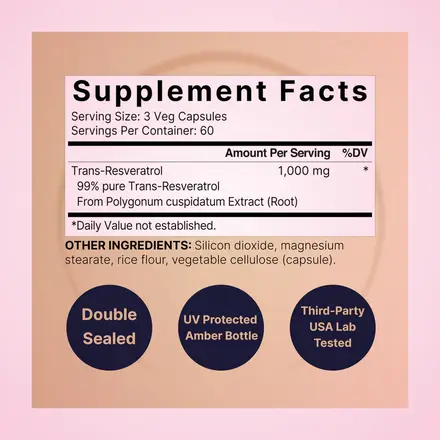 Supplement Facts
Serving Size: 3 Veg Capsules
Servings Per Container: 60
Amount Per Serving %DV
Trans-Resveratrol 1,000 mg *
99% pure Trans-Resveratrol
From Polygonum cuspidatum Extract (Root)
*Daily Value not established.
OTHER INGREDIENTS: Silicon dioxide, magnesium
stearate, rice flour, vegetable cellulose (capsule).
Double
Sealed
UV Protected
Amber Bottle
Third-Party
USA Lab
Tested